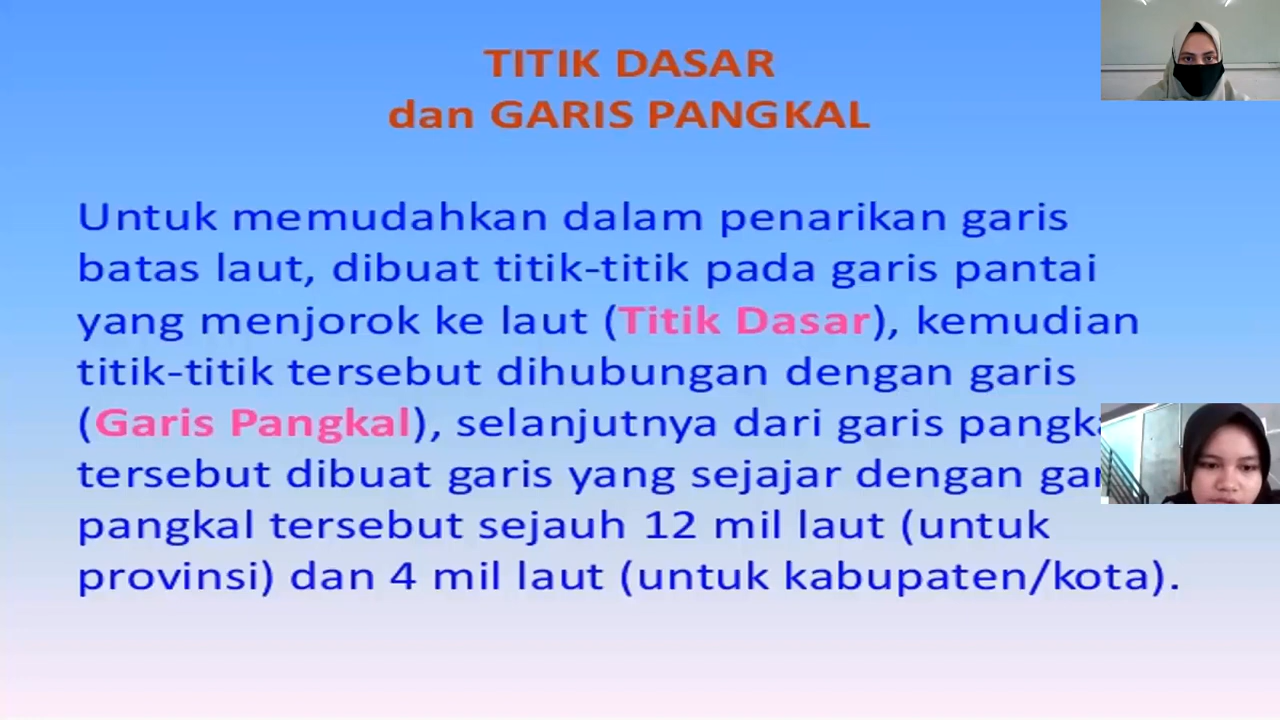 TITIK DASAR
dan GARIS PANGKAL
Untuk memudahkan dalam penarikan garis
batas laut, dibuat titik-titik pada garis pantai
yang menjorok ke laut (Titik Dasar), kemudian
titik-titik tersebut dihubungan dengan garis
(Garis Pangkal), selanjutnya dari garis
tersebut dibuat garis yang sejajar dengan
pangkal tersebut sejauh 12 mil laut (untuk
provinsi) dan 4 mil laut (untuk kabupaten/kota).